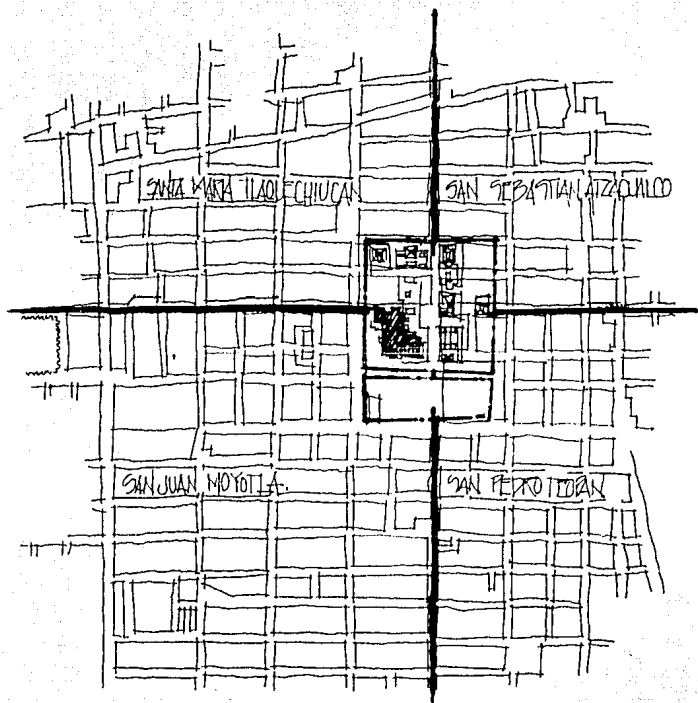 SANTA MARIA TLAQUECHIUCAN
SAN SEBASTIAN ATZACUALCO
SAN JUAN MOYOTLA.
SAN PEDRO TEOPAN